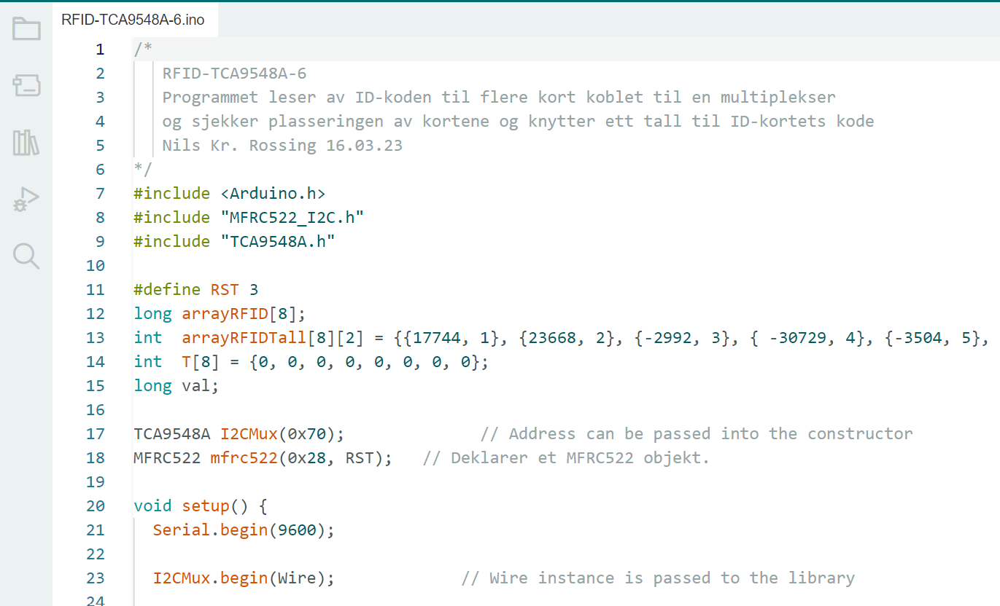 RFID-TCA9548A-6.ino
1 /*
2 RFID-TCA9548A-6
3 Programmet leser av ID-koden til flere kort koblet til en multiplekser
4 og sjekker plasseringen av kortene og knytter ett tall til ID-kortets kode
5 Nils Kr. Rossing 16.03.23
6 */
7 #include <Arduino.h>
8 #include "MFRC522_I2C.h"
9 #include "TCA9548A.h"
10
11 #define RST 3
12 long arrayRFID[8];
13 int  arrayRFIDTall[8][2] = {{17744, 1}, {23668, 2}, {-2992, 3}, { -30729, 4}, {-3504, 5},
14 int  T[8] = {0, 0, 0, 0, 0, 0, 0, 0};
15 long val;
16
17 TCA9548A I2CMux(0x70);              // Address can be passed into the constructor
18 MFRC522 mfrc522(0x28, RST);   // Deklarer et MFRC522 objekt.
19
20 void setup() {
21   Serial.begin(9600);
22
23   I2CMux.begin(Wire);             // Wire instance is passed to the library
24